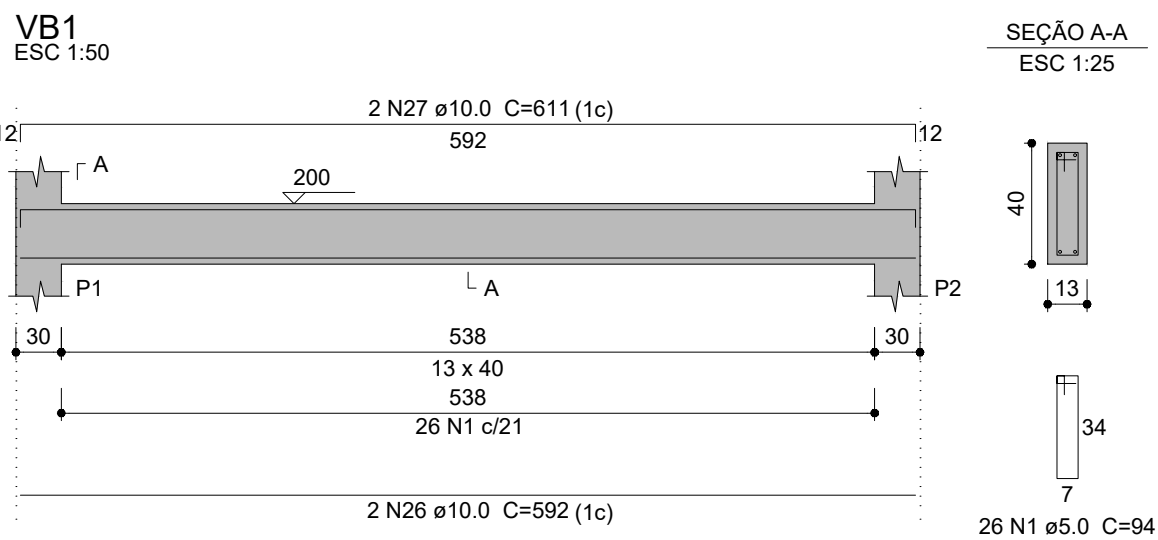 VB1
ESC 1:50
SEÇÃO A-A
ESC 1:25
2 N27 ø10.0 C=611 (1c)
12
592
12
A
200
40
A
P1
P2
13
30
538
30
13 x 40
538
26 N1 c/21
34
7
2 N26 ø10.0 C=592 (1c)
26 N1 ø5.0 C=94